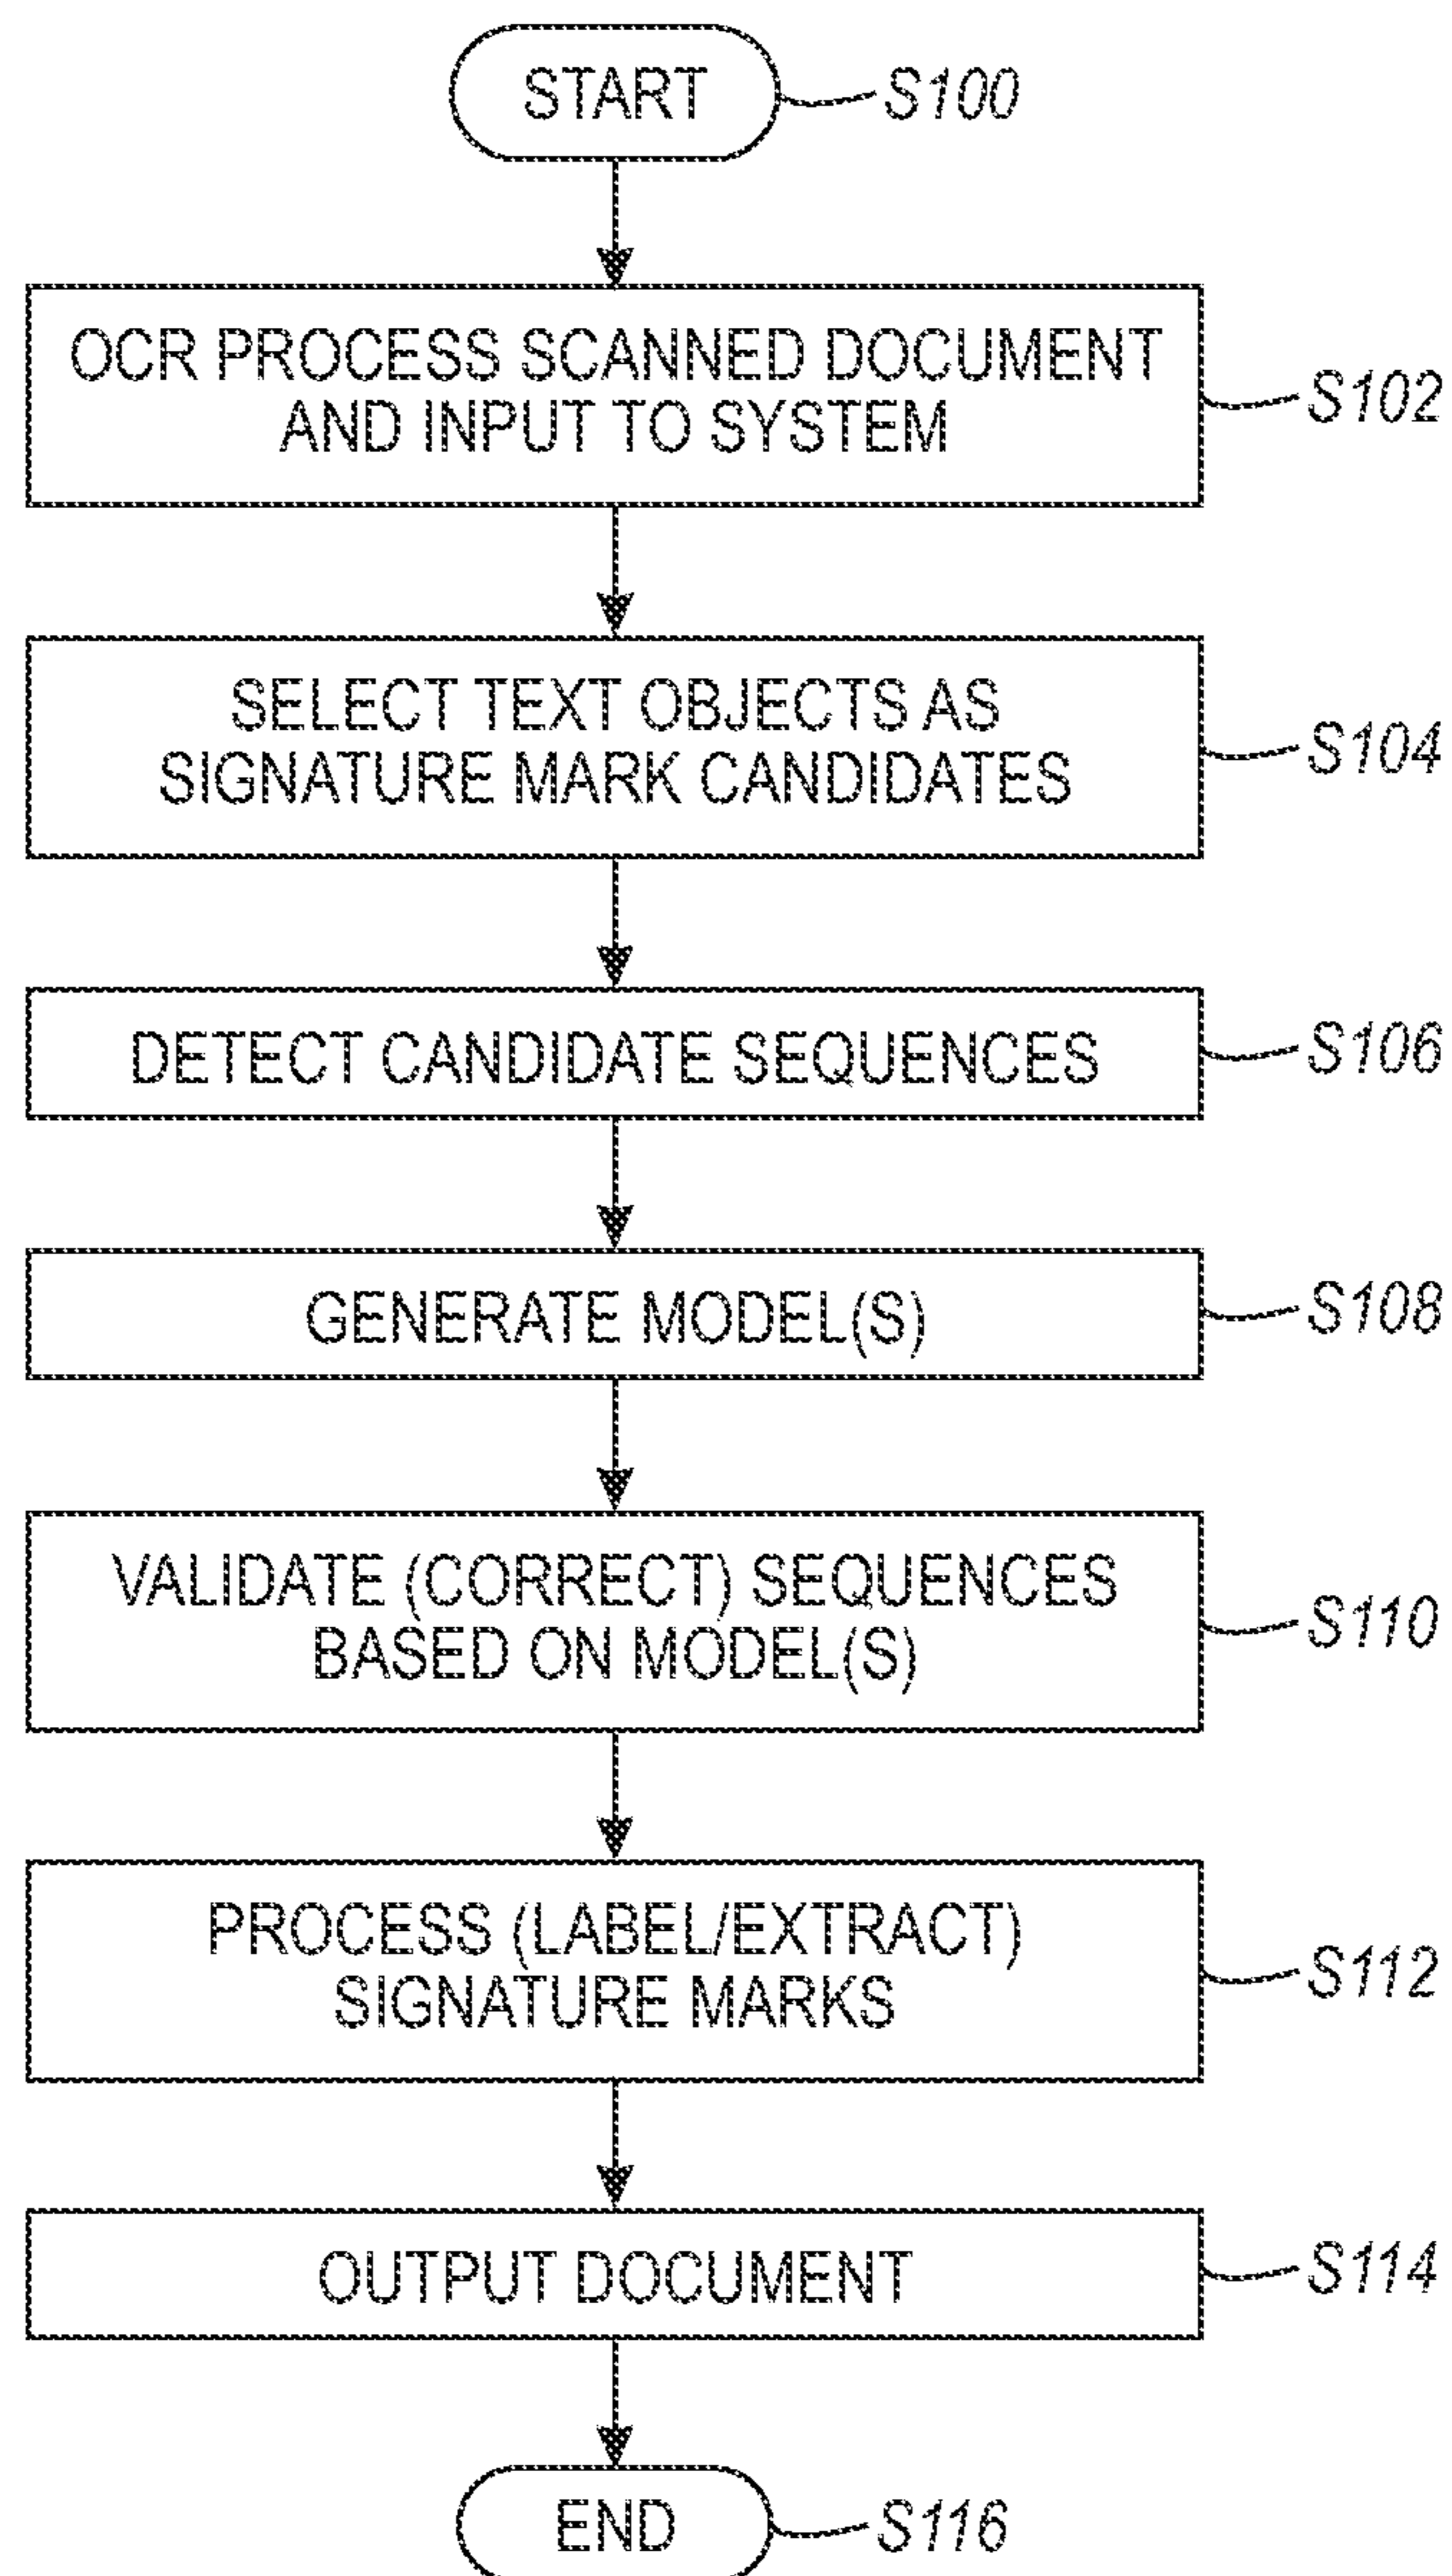 START
S100
OCR PROCESS SCANNED DOCUMENT
AND INPUT TO SYSTEM
S102
SELECT TEXT OBJECTS AS
SIGNATURE MARK CANDIDATES
S104
DETECT CANDIDATE SEQUENCES
S106
GENERATE MODEL(S)
S108
VALIDATE (CORRECT) SEQUENCES
BASED ON MODEL(S)
S110
PROCESS (LABEL/EXTRACT)
SIGNATURE MARKS
S112
OUTPUT DOCUMENT
S114
END
S116